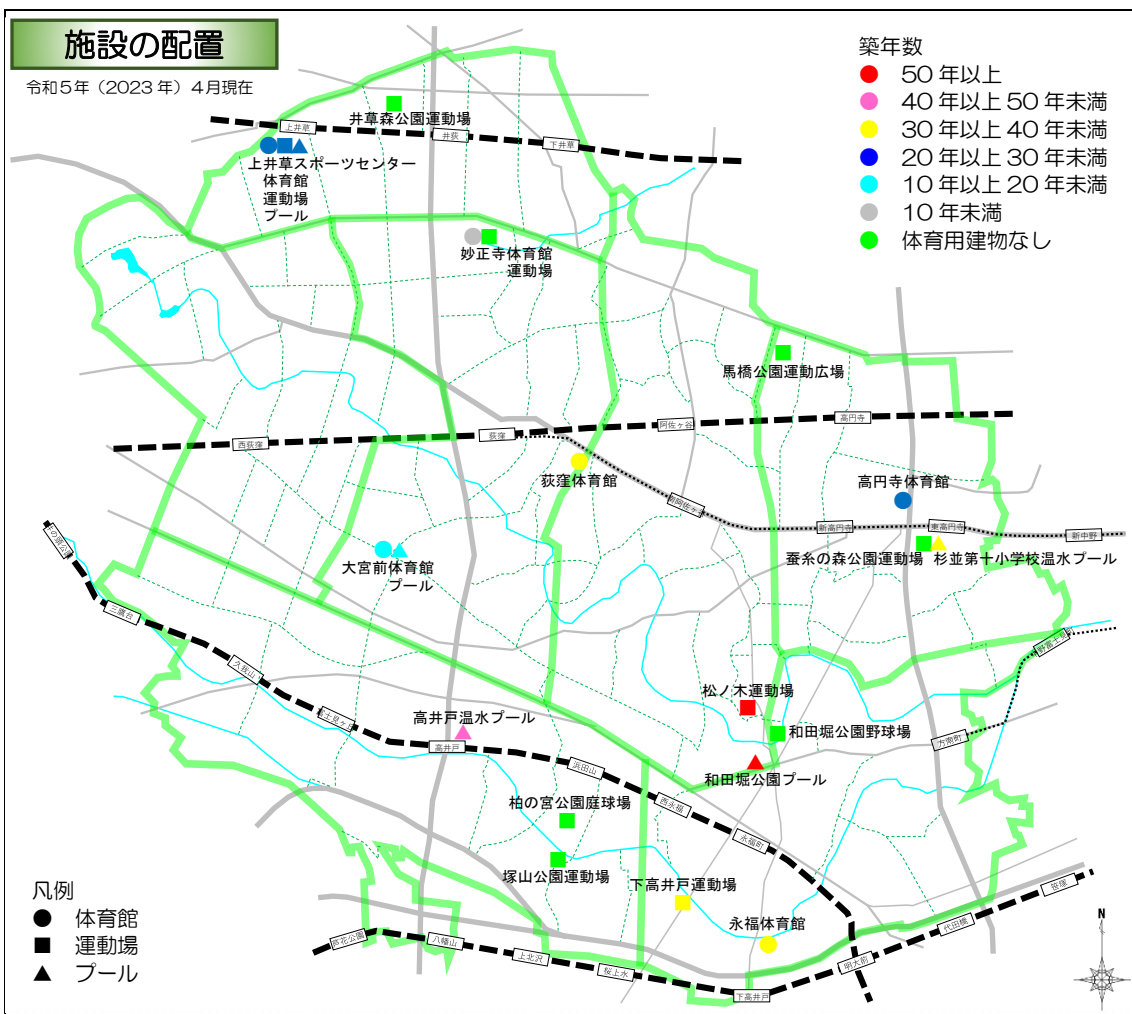 施設の配置
令和5年（2023年）4月現在
築年数
50年以上
40年以上50年未満
30年以上40年未満
20年以上30年未満
10年以上20年未満
10年未満
体育用建物なし
井草森公園運動場
上井草
井荻
下井草
上井草スポーツセンター
体育館
運動場
プール
妙正寺体育館
運動場
馬橋公園運動広場
高円寺
阿佐ヶ谷
荻窪
西荻窪
荻窪体育館
高円寺体育館
南阿佐ヶ谷
新高円寺
東高円寺
新中野
蚕糸の森公園運動場
杉並第十小学校温水プール
大宮前体育館
プール
三鷹台
久我山
富士見ヶ丘
松ノ木運動場
高井戸温水プール
和田堀公園野球場
高井戸
方南町
浜田山
和田堀公園プール
西永福
柏の宮公園庭球場
永福町
塚山公園運動場
下高井戸運動場
永福体育館
凡例
体育館
運動場
プール
芦花公園
八幡山
上北沢
桜上水
下高井戸
明大前
代田橋
笹塚
N